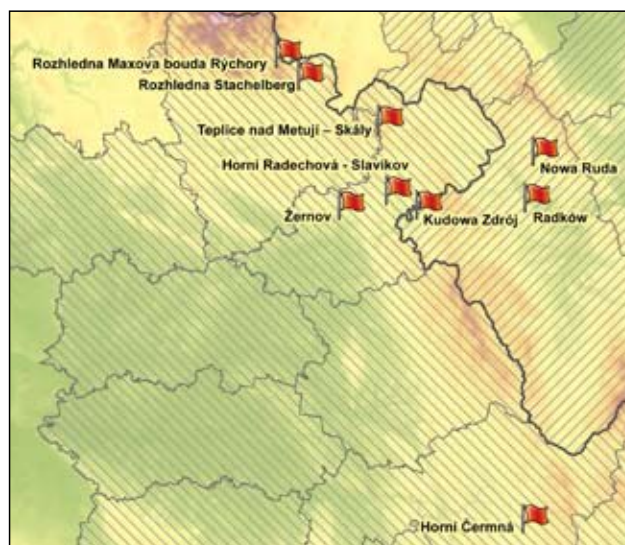 Rozhledna Maxova bouda Rýchory
Rozhledna Stachelberg
Teplice nad Metují – Skály
Nowa Ruda
Horní Radechová - Slavíkov
Žernov
Kudowa Zdrój
Radków
Horní Čermná